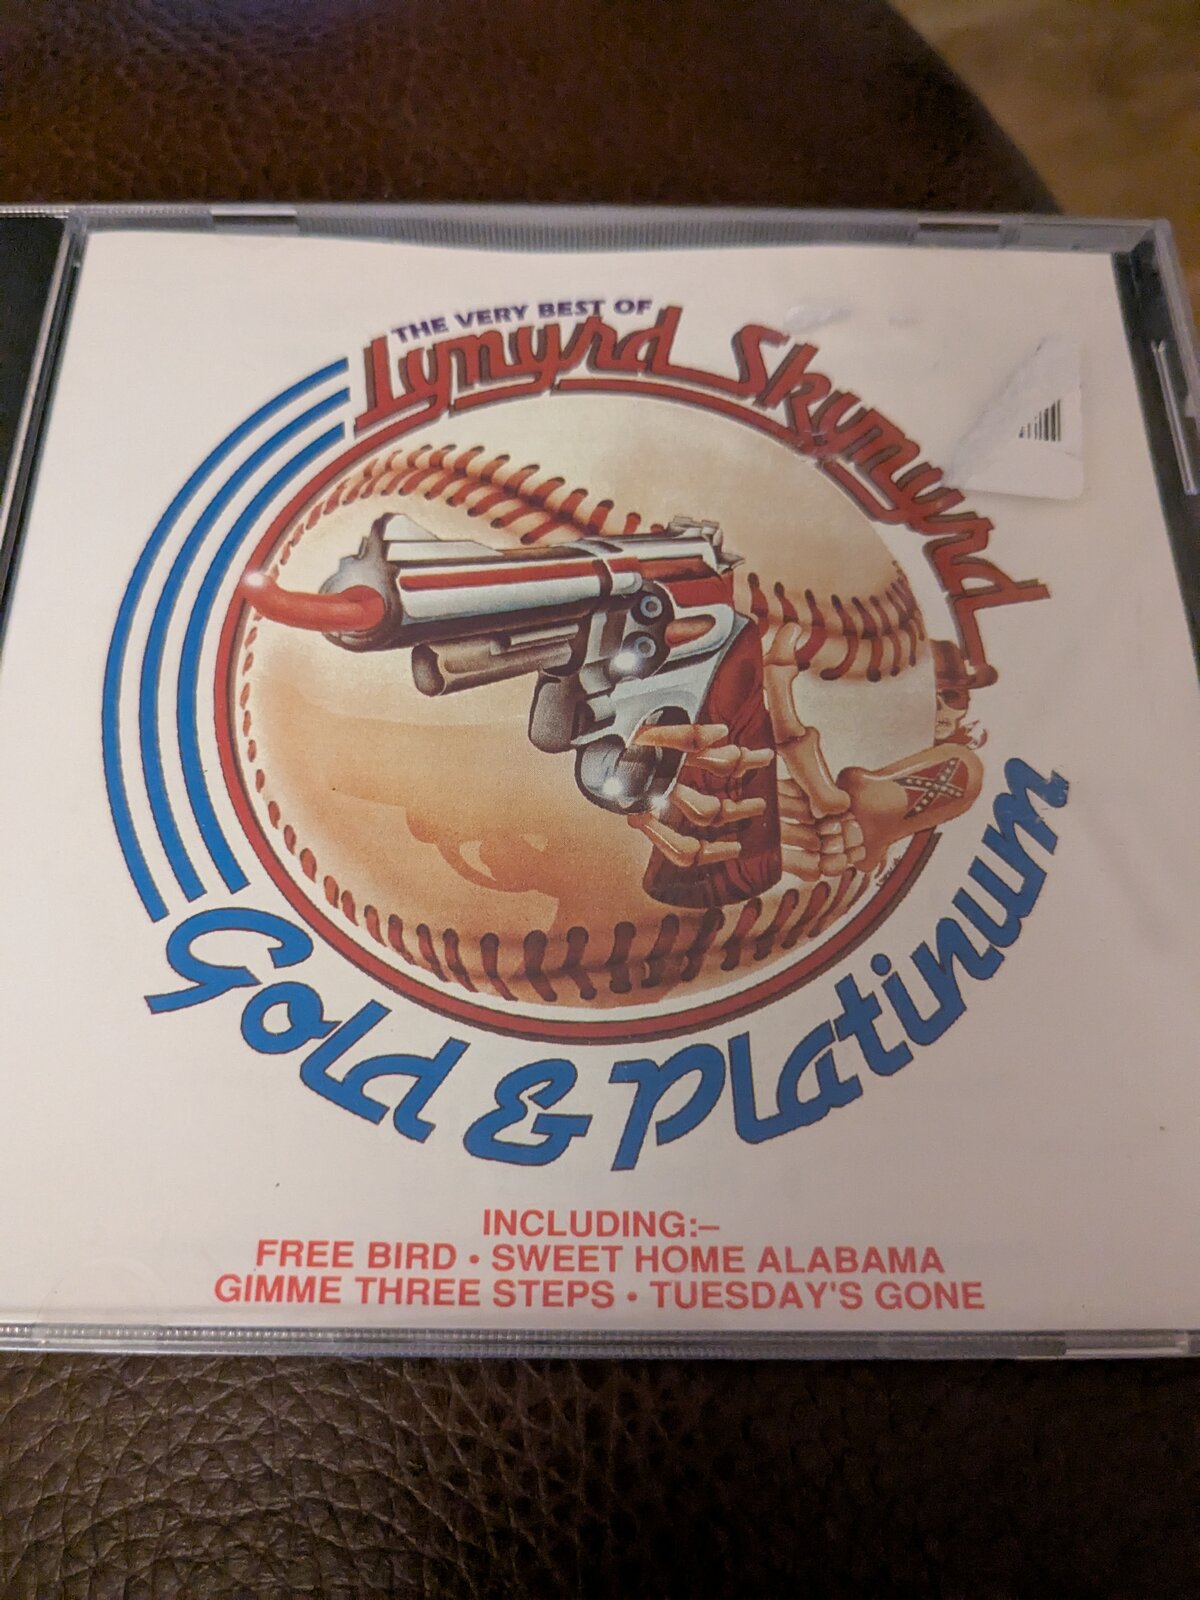 THE VERY BEST OF
Lynyrd Skynyrd
Gold & Platinum
INCLUDING:–
FREE BIRD • SWEET HOME ALABAMA
GIMME THREE STEPS • TUESDAY'S GONE